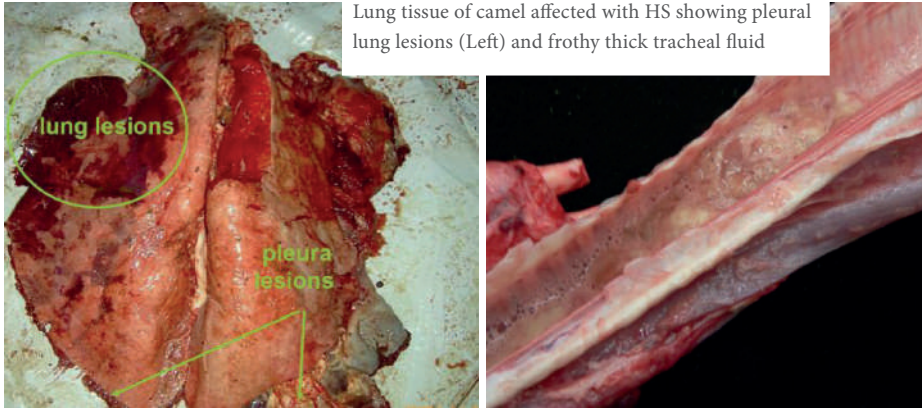 Lung tissue of camel affected with HS showing pleural
lung lesions (Left) and frothy thick tracheal fluid
lung lesions
pleura
lesions